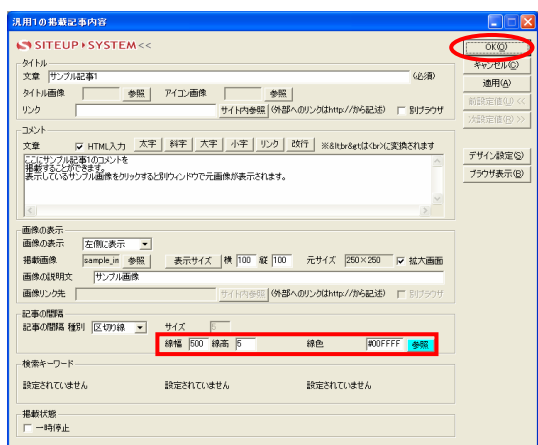 汎用1の掲載記事内容
SITEUP▶SYSTEM<<
OK(O)
キャンセル(C)
適用(A)
前設定値(U) <<
次設定値(R) >>
デザイン設定(S)
ブラウザ表示(B)
タイトル
文章 サンプル記事1 (必須)
タイトル画像 参照 アイコン画像 参照
リンク サイト内参照 (外部へのリンクはhttp://から記述) 別ブラウザ
コメント
文章 HTML入力 太字 斜字 大字 小字 リンク 改行 ※&ltbr&gtは<br>に変換されます
ここにサンプル記事1のコメントを
掲載することができます。
表示しているサンプル画像をクリックすると別ウィンドウで元画像が表示されます。
画像の表示
画像の表示 左側に表示
掲載画像 sample_in 参照 表示サイズ 横 100 縦 100 元サイズ 250×250 拡大画面
画像の説明文 サンプル画像
画像リンク先 サイト内参照 (外部へのリンクはhttp://から記述) 別ブラウザ
記事の間隔
記事の間隔 種別 区切り線 サイズ 5
線幅 500 線高 5 線色 #00FFFF 参照
検索キーワード
設定されていません 設定されていません 設定されていません
掲載状態
一時停止